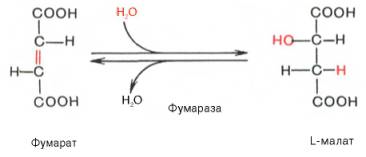 COOH
C—H
H—C
COOH
Фумарат
H₂O
H₂O
Фумараза
COOH
HO—C—H
H—C—H
COOH
L-малат